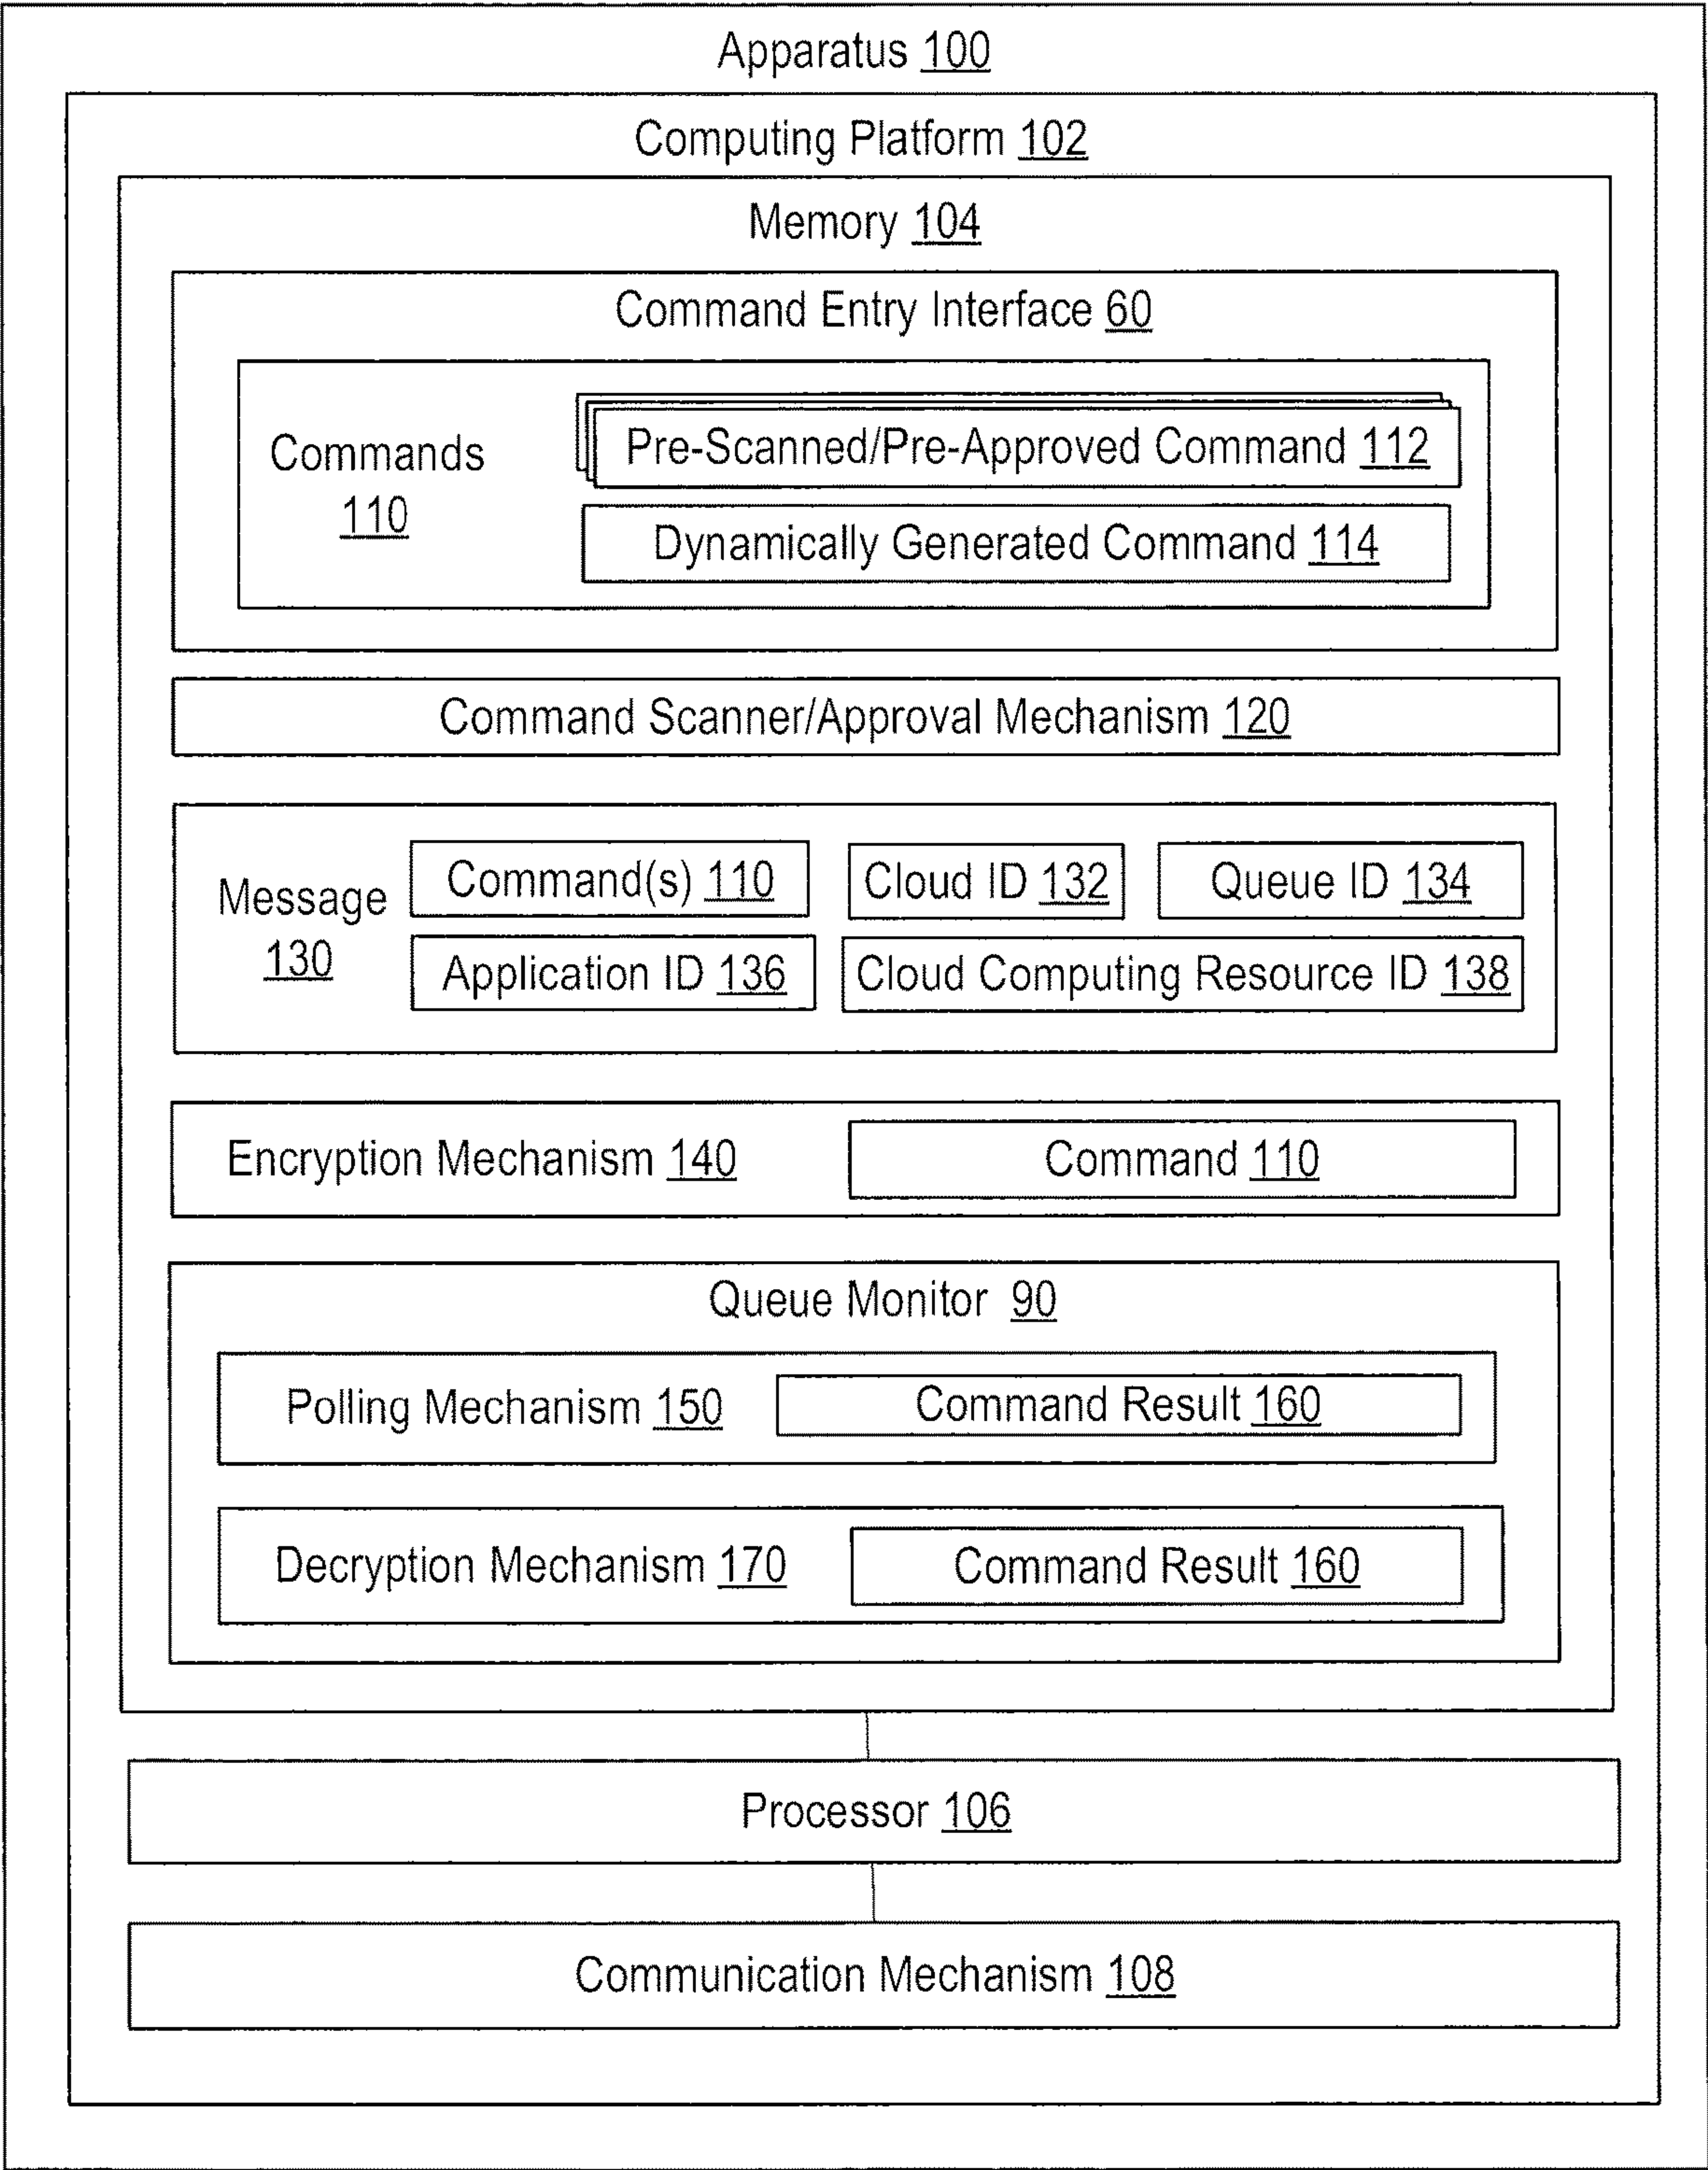 Apparatus 100
Computing Platform 102
Memory 104
Command Entry Interface 60
Commands
110
Pre-Scanned/Pre-Approved Command 112
Dynamically Generated Command 114
Command Scanner/Approval Mechanism 120
Message
130
Command(s) 110
Cloud ID 132
Queue ID 134
Application ID 136
Cloud Computing Resource ID 138
Encryption Mechanism 140
Command 110
Queue Monitor 90
Polling Mechanism 150
Command Result 160
Decryption Mechanism 170
Command Result 160
Processor 106
Communication Mechanism 108